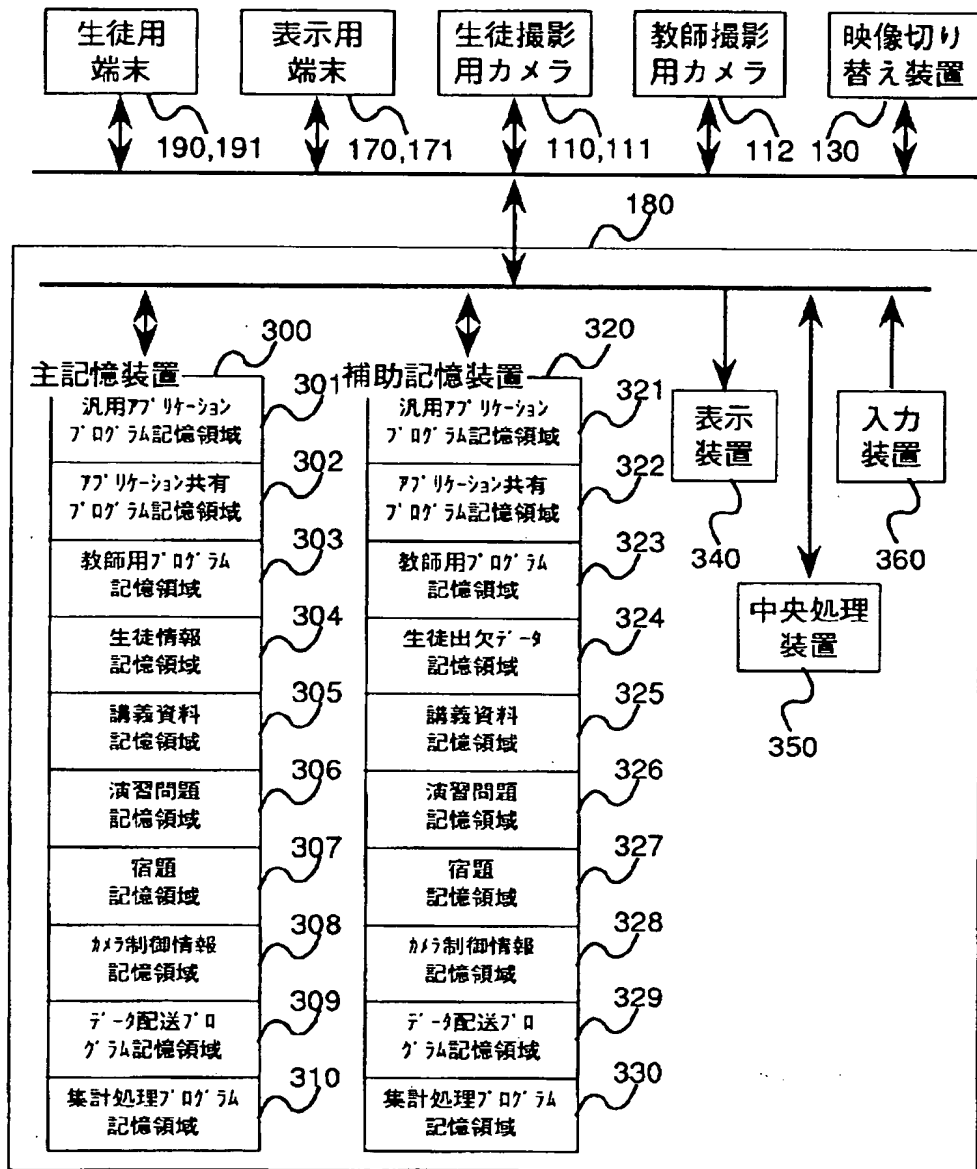 生徒用
端末
表示用
端末
生徒撮影
用カメラ
教師撮影
用カメラ
映像切り
替え装置
190,191
170,171
110,111
112
130
180
主記憶装置
300
汎用アプリケーション
プログラム記憶領域
301
アプリケーション共有
プログラム記憶領域
302
教師用プログラム
記憶領域
303
生徒情報
記憶領域
304
講義資料
記憶領域
305
演習問題
記憶領域
306
宿題
記憶領域
307
カメラ制御情報
記憶領域
308
データ配送プロ
グラム記憶領域
309
集計処理プログラム
記憶領域
310
補助記憶装置
320
汎用アプリケーション
プログラム記憶領域
321
アプリケーション共有
プログラム記憶領域
322
教師用プログラム
記憶領域
323
生徒出欠データ
記憶領域
324
講義資料
記憶領域
325
演習問題
記憶領域
326
宿題
記憶領域
327
カメラ制御情報
記憶領域
328
データ配送プロ
グラム記憶領域
329
集計処理プログラム
記憶領域
330
表示
装置
340
入力
装置
360
中央処理
装置
350